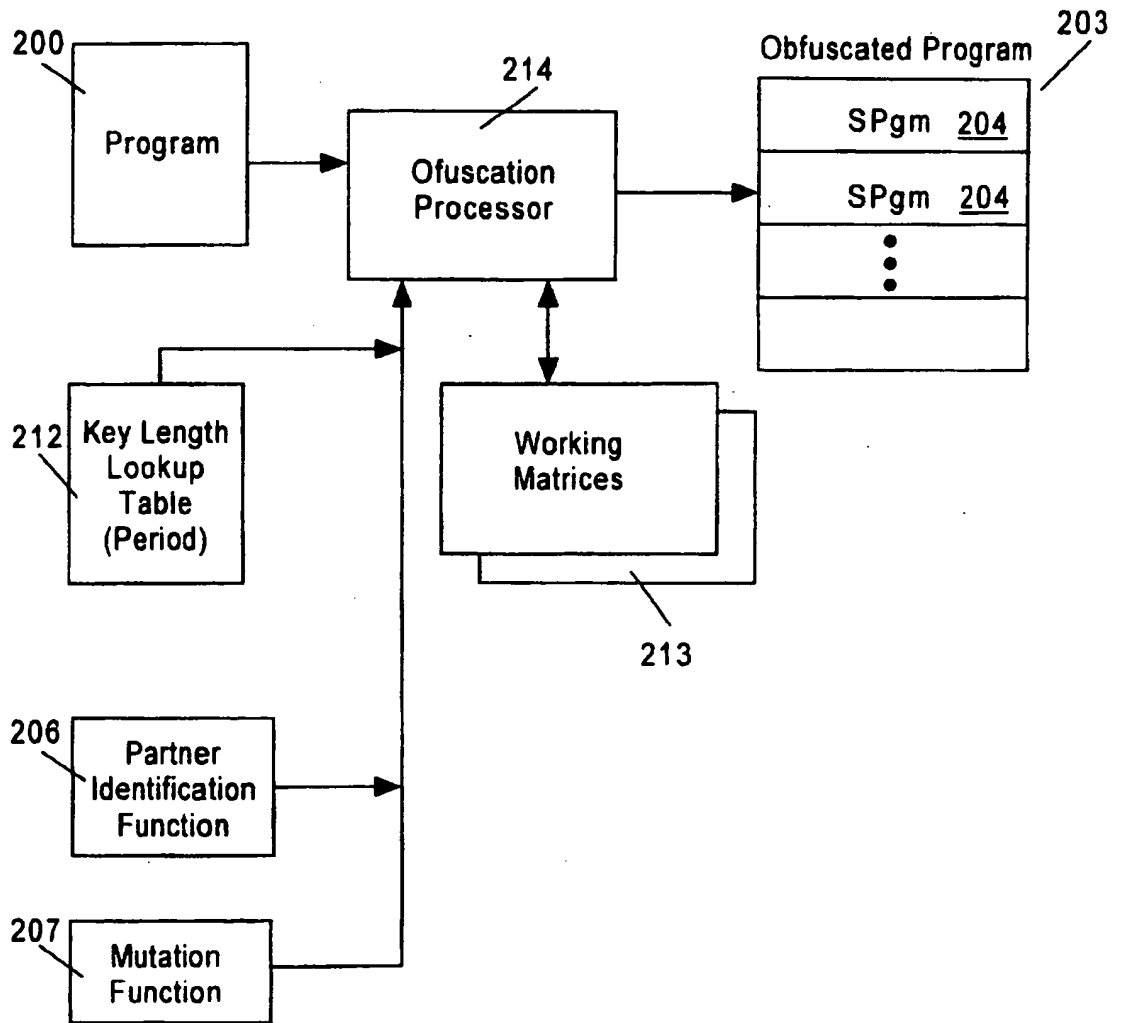 200
Program
214
Ofuscation
Processor
203
Obfuscated Program
SPgm 204
SPgm 204
212
Key Length
Lookup
Table
(Period)
Working
Matrices
213
206
Partner
Identification
Function
207
Mutation
Function